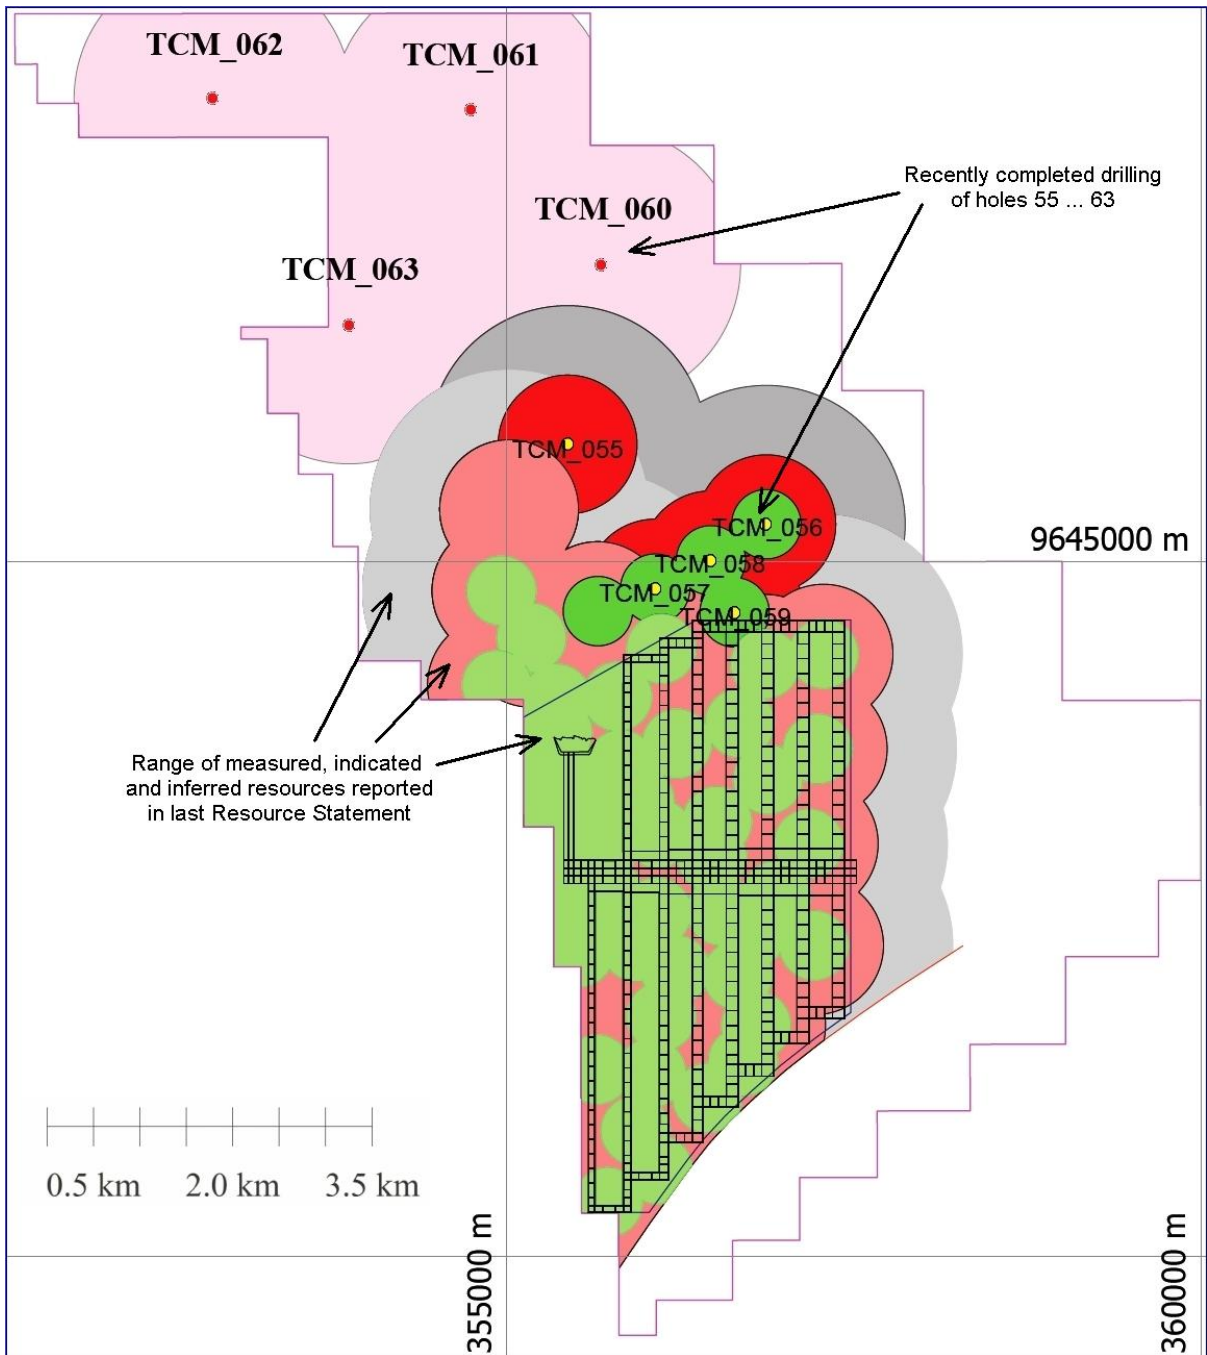 TCM_062
TCM_061
Recently completed drilling
of holes 55 ... 63
TCM_060
TCM_063
TCM_055
TCM_056
9645000 m
TCM_058
TCM_057
TCM_059
Range of measured, indicated
and inferred resources reported
in last Resource Statement
0.5 km 2.0 km 3.5 km
355000 m
360000 m